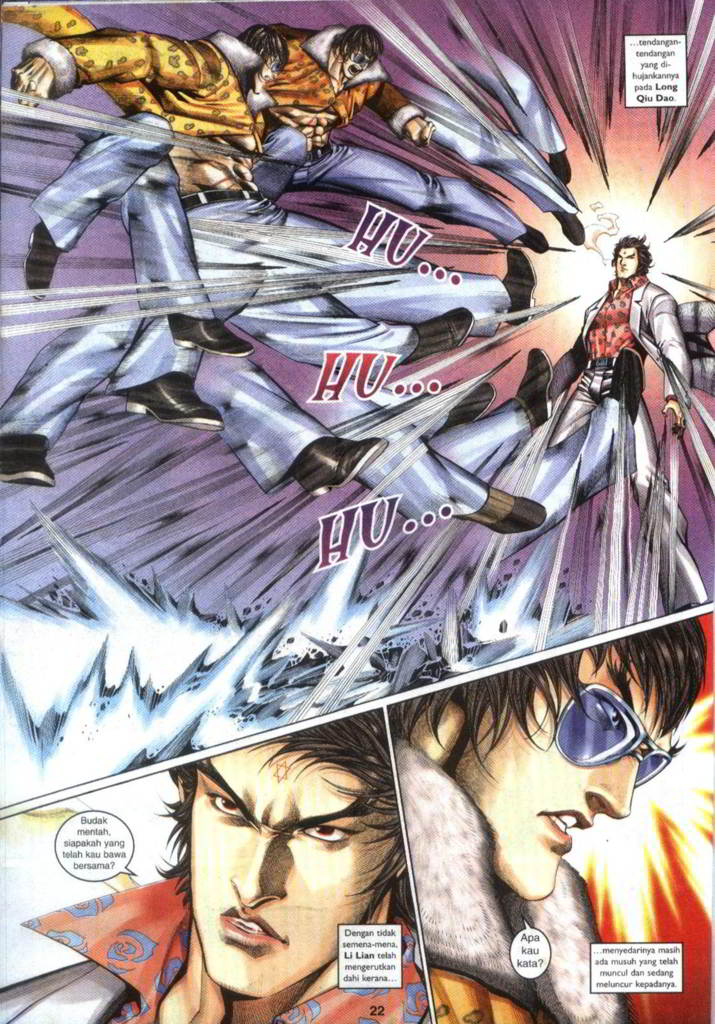 ...tendangan-
tendangan
yang di-
hujankannya
pada Long
Qiu Dao.
HU...
HU...
HU...
Budak
mentah,
siapakah yang
telah kau bawa
bersama?
Dengan tidak
semena-mena,
Li Lian telah
mengerutkan
dahi kerana...
Apa
kau
kata?
...menyedarinya masih
ada musuh yang telah
muncul dan sedang
meluncur kepadanya.
22